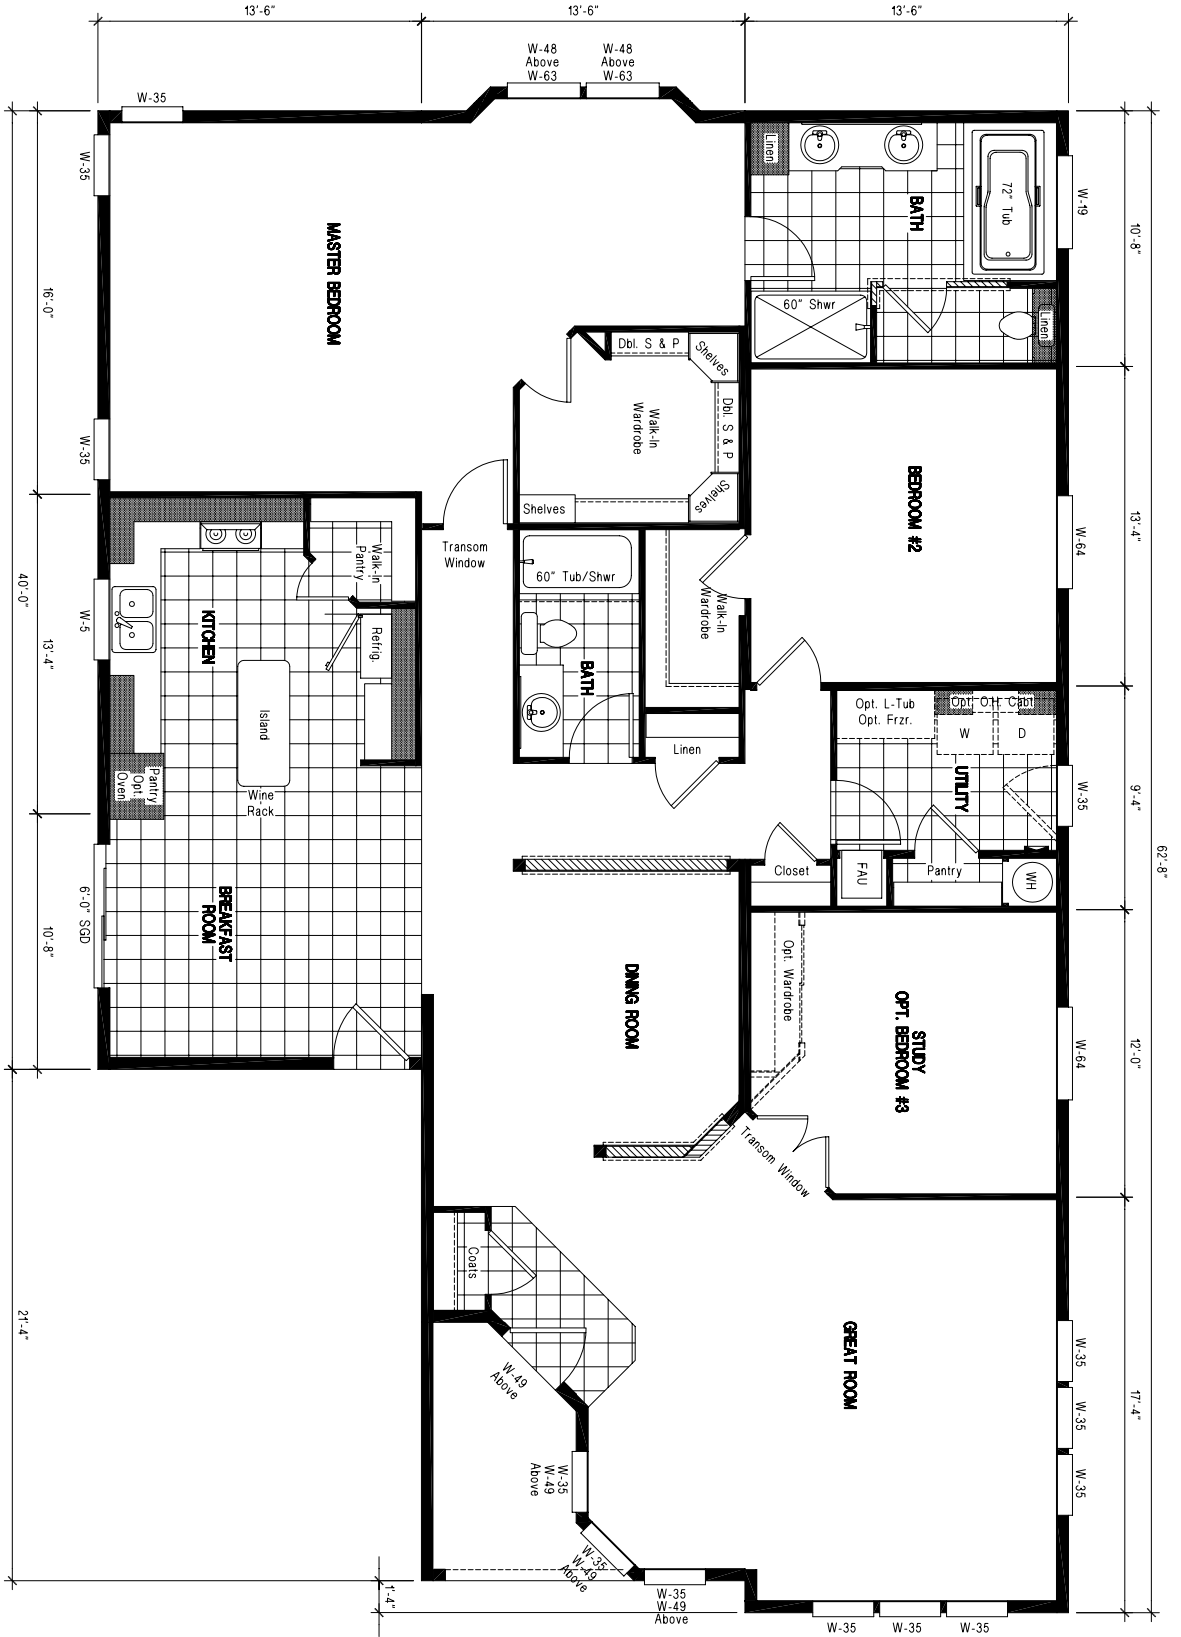 13'-6"
13'-6"
13'-6"
W-48
Above
W-63
W-48
Above
W-63
W-35
W-35
Linen
72" Tub
W-19
BATH
10'-8"
MASTER BEDROOM
16'-0"
60" Shwr
Linen
Dbl. S & P
Shelves
Walk-In
Wardrobe
Dbl. S & P
W-35
Shelves
Shelves
BEDROOM #2
W-64
13'-4"
Transom
Window
Walk-In
Pantry
60" Tub/Shwr
Walk-In
Wardrobe
40'-0"
W-5
KITCHEN
13'-4"
Refrig.
BATH
Island
Opt. L-Tub
Opt. Frzr.
Opt. O.H. Cabt
W
D
Linen
UTILITY
W-35
9'-4"
Pantry
Opt.
Oven
Wine
Rack
62'-8"
Closet
FAU
Pantry
WH
6'-0" SGD
BREAKFAST
ROOM
10'-8"
DINING ROOM
Opt. Wardrobe
STUDY
OPT. BEDROOM #3
W-64
12'-0"
Transom Window
Coats
21'-4"
GREAT ROOM
W-35
W-35
W-35
17'-4"
W-49
Above
W-35
W-49
Above
W-35
W-49
Above
1'-4"
W-35
W-49
Above
W-35
W-35
W-35